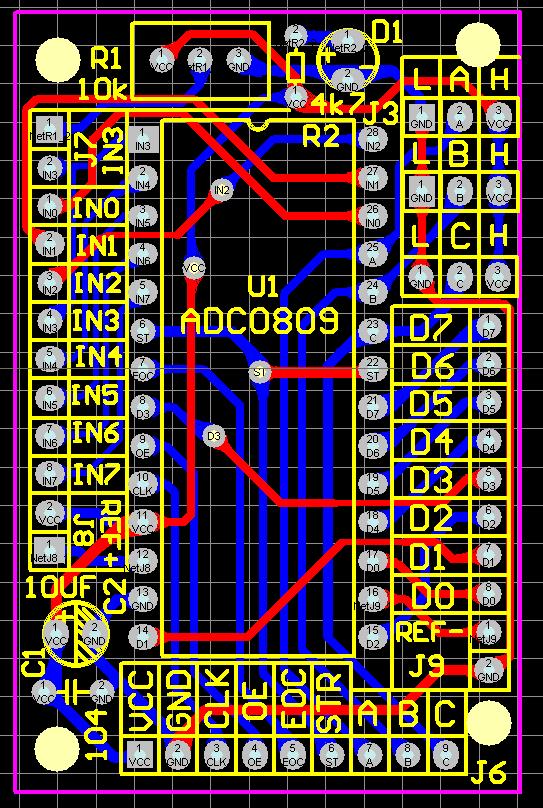 R1
10k
D1
4k7
J3
R2
L A H
L B H
L C H
J7
IN3
IN0
IN1
IN2
IN3
IN4
IN5
IN6
IN7
REF+
J8
U1
ADC0809
D7
D6
D5
D4
D3
D2
D1
D0
REF-
J9
10UF
C2
C1
104
VCC GND CLK OE EOC STR A B C
J6
VCC
NetR1
GND
NetR2
GND
VCC
1 GND
2 A
3 VCC
1 GND
2 B
3 VCC
1 GND
2 C
3 VCC
1
2 IN3
1 IN0
2 IN1
3 IN2
4 IN3
5 IN4
6 IN5
7 IN6
8 IN7
2 VCC
1 NetJ8
1 IN3
2 IN4
3 IN5
4 IN6
5 IN7
6 ST
7 EOC
8 D3
9 OE
10 CLK
11 VCC
12 NetJ8
13 GND
14 D1
28 IN2
27 IN1
26 IN0
25 A
24 B
23 C
22 ST
21 D7
20 D6
19 D5
18 D4
17 D0
16 NetJ9
15 D2
IN2
VCC
ST
D3
1 D7
2 D6
3 D5
4 D4
5 D3
6 D2
7 D1
8 D0
1 NetJ9
2 GND
1 VCC
2 GND
1 VCC
2 GND
1 VCC
2 GND
3 CLK
4 OE
5 EOC
6 ST
7 A
8 B
9 C